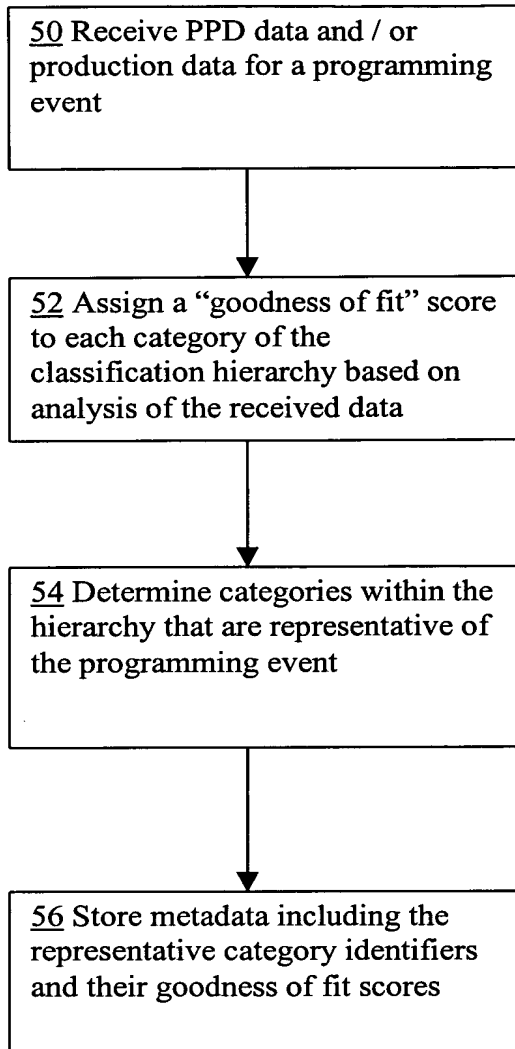 50 Receive PPD data and / or
production data for a programming
event
52 Assign a “goodness of fit” score
to each category of the
classification hierarchy based on
analysis of the received data
54 Determine categories within the
hierarchy that are representative of
the programming event
56 Store metadata including the
representative category identifiers
and their goodness of fit scores